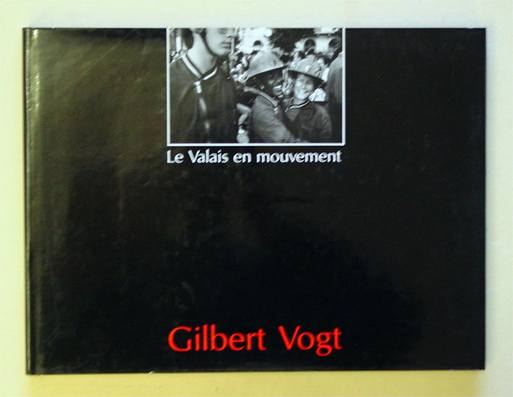 Le Valais en mouvement
Gilbert Vogt